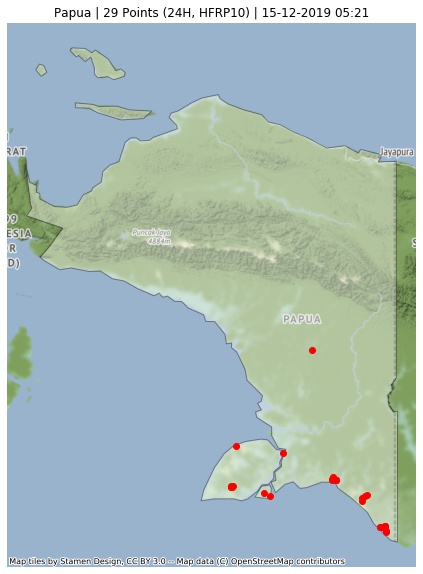 Papua | 29 Points (24H, HFRP10) | 15-12-2019 05:21
Jayapura
RAT
99
ESIA
R
D)
Puncak Jaya
4884m
S
PAPUA
Map tiles by Stamen Design, CC BY 3.0 -- Map data (C) OpenStreetMap contributors